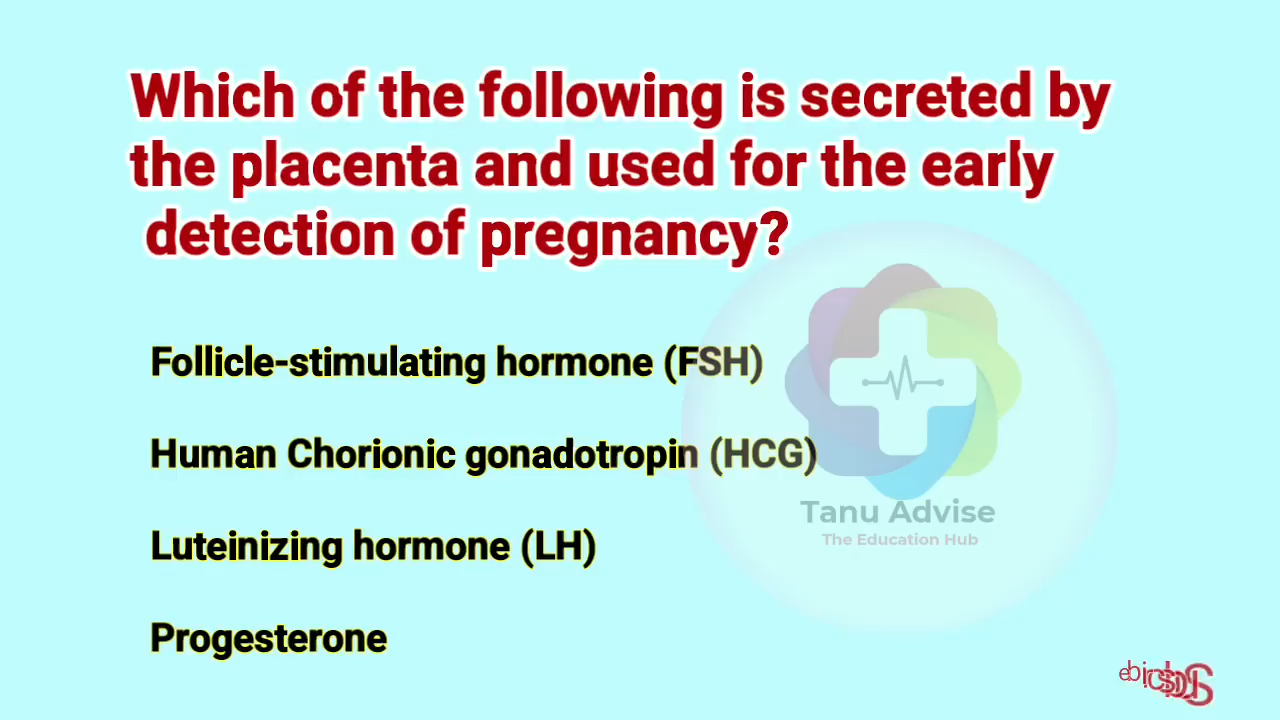 Which of the following is secreted by
the placenta and used for the early
detection of pregnancy?
Follicle-stimulating hormone (FSH)
Human Chorionic gonadotropin (HCG)
Luteinizing hormone (LH)
Progesterone
Tanu Advise
The Education Hub